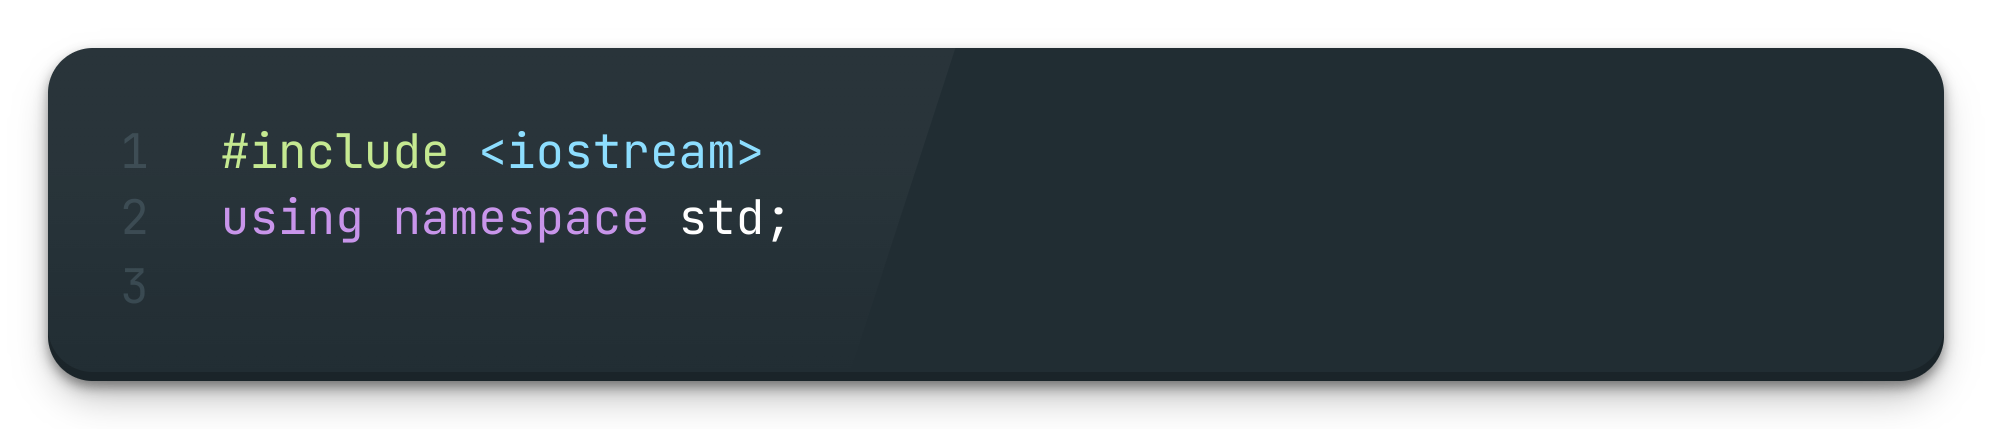 1 #include <iostream>
2 using namespace std;
3